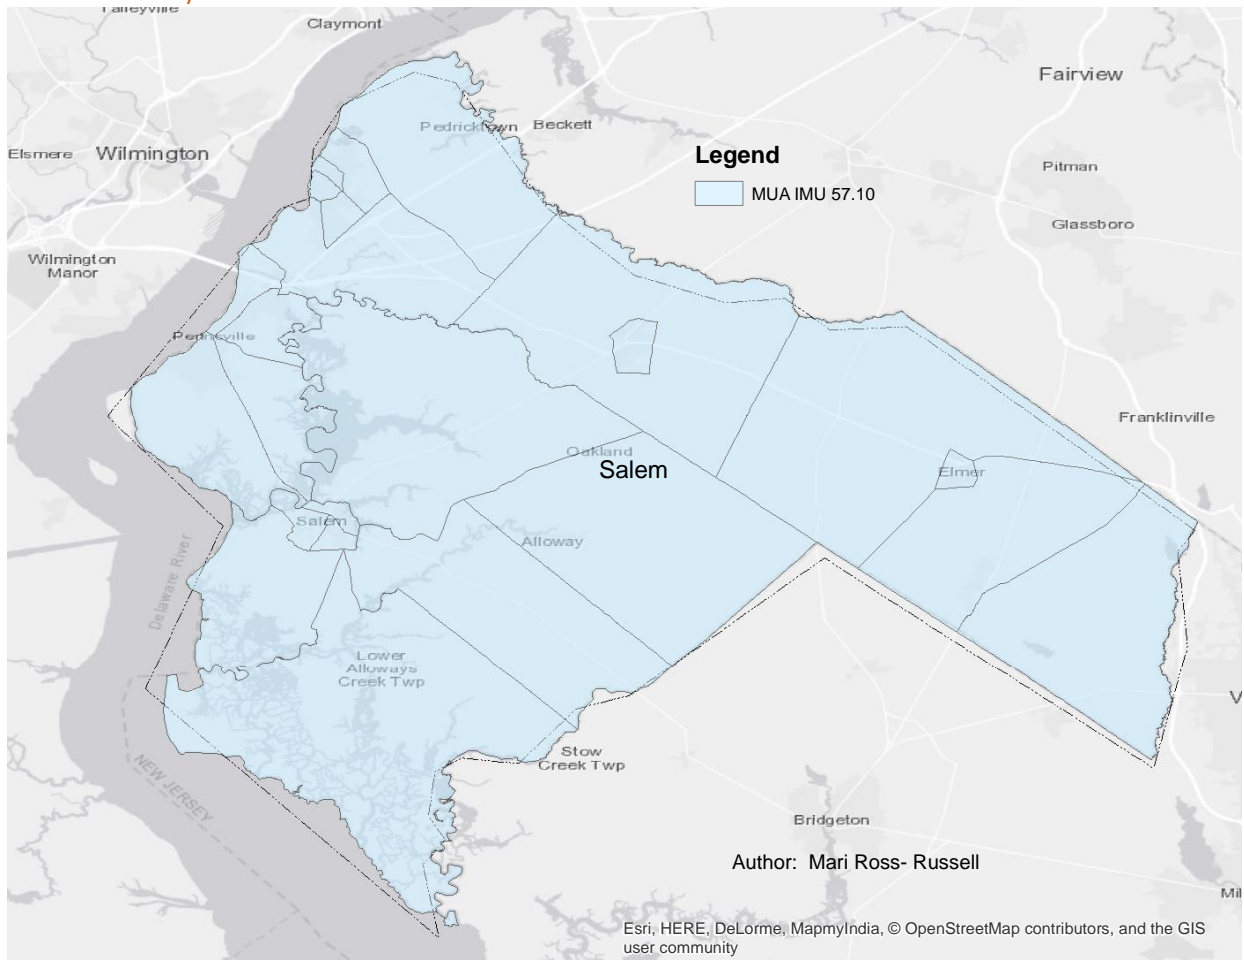 Claymont
Fairview
Pedricktown
Beckett
Elsmere
Wilmington
Legend
Pitman
MUA IMU 57.10
Glassboro
Wilmington
Manor
Pennsville
Franklinville
Oakland
Salem
Elmer
Salem
Alloway
Delaware River
Lower
Alloways
Creek Twp
Stow
Creek Twp
NEW JERSEY
Bridgeton
Author:  Mari Ross- Russell
Esri, HERE, DeLorme, MapmyIndia, © OpenStreetMap contributors, and the GIS
user community